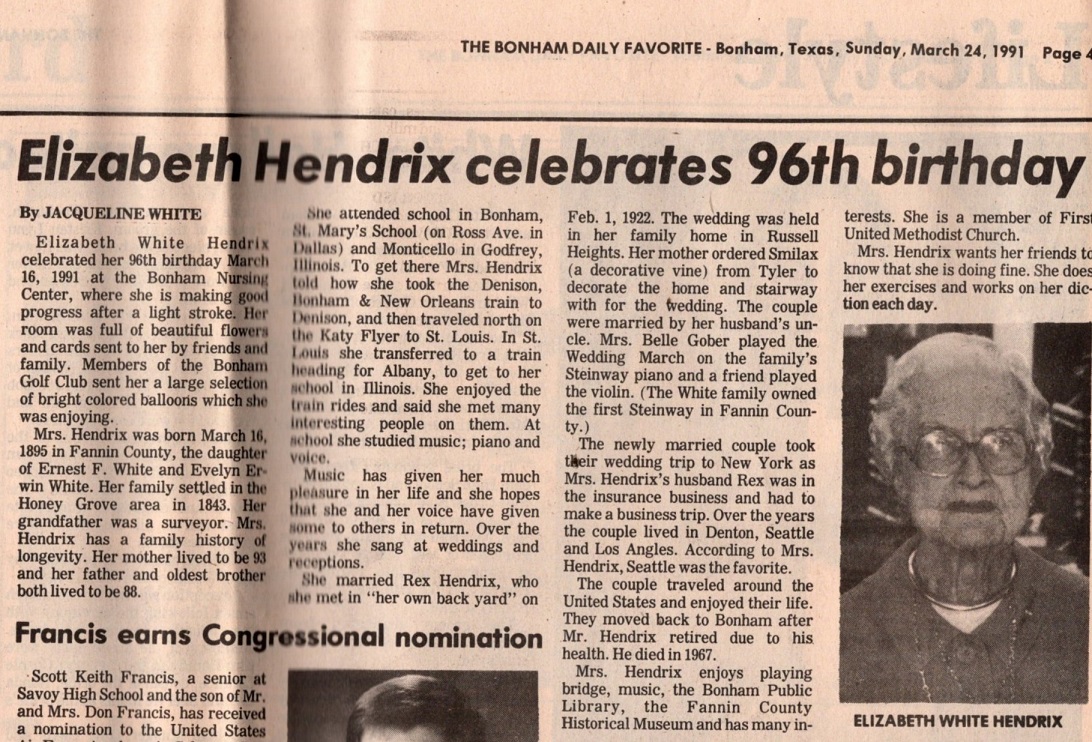 THE BONHAM DAILY FAVORITE - Bonham, Texas, Sunday, March 24, 1991 Page 4
Elizabeth Hendrix celebrates 96th birthday
By JACQUELINE WHITE
Elizabeth White Hendrix
celebrated her 96th birthday March
16, 1991 at the Bonham Nursing
Center, where she is making good
progress after a light stroke. Her
room was full of beautiful flowers
and cards sent to her by friends and
family. Members of the Bonham
Golf Club sent her a large selection
of bright colored balloons which she
was enjoying.
Mrs. Hendrix was born March 16,
1895 in Fannin County, the daughter
of Ernest F. White and Evelyn Er-
win White. Her family settled in the
Honey Grove area in 1843. Her
grandfather was a surveyor. Mrs.
Hendrix has a family history of
longevity. Her mother lived to be 93
and her father and oldest brother
both lived to be 88.
She attended school in Bonham,
St. Mary's School (on Ross Ave. in
Dallas) and Monticello in Godfrey,
Illinois. To get there Mrs. Hendrix
told how she took the Denison,
Bonham & New Orleans train to
Denison, and then traveled north on
the Katy Flyer to St. Louis. In St.
Louis she transferred to a train
heading for Albany, to get to her
school in Illinois. She enjoyed the
train rides and said she met many
interesting people on them. At
school she studied music; piano and
voice.
Music has given her much
pleasure in her life and she hopes
that she and her voice have given
some to others in return. Over the
years she sang at weddings and
receptions.
She married Rex Hendrix, who
she met in "her own back yard" on
Feb. 1, 1922. The wedding was held
in her family home in Russell
Heights. Her mother ordered Smilax
(a decorative vine) from Tyler to
decorate the home and stairway
with for the wedding. The couple
were married by her husband's un-
cle. Mrs. Belle Gober played the
Wedding March on the family's
Steinway piano and a friend played
the violin. (The White family owned
the first Steinway in Fannin Coun-
ty.)
The newly married couple took
their wedding trip to New York as
Mrs. Hendrix's husband Rex was in
the insurance business and had to
make a business trip. Over the years
the couple lived in Denton, Seattle
and Los Angles. According to Mrs.
Hendrix, Seattle was the favorite.
The couple traveled around the
United States and enjoyed their life.
They moved back to Bonham after
Mr. Hendrix retired due to his
health. He died in 1967.
Mrs. Hendrix enjoys playing
bridge, music, the Bonham Public
Library, the Fannin County
Historical Museum and has many in-
terests. She is a member of First
United Methodist Church.
Mrs. Hendrix wants her friends to
know that she is doing fine. She does
her exercises and works on her dic-
tion each day.
ELIZABETH WHITE HENDRIX
Francis earns Congressional nomination
Scott Keith Francis, a senior at
Savoy High School and the son of Mr.
and Mrs. Don Francis, has received
a nomination to the United States